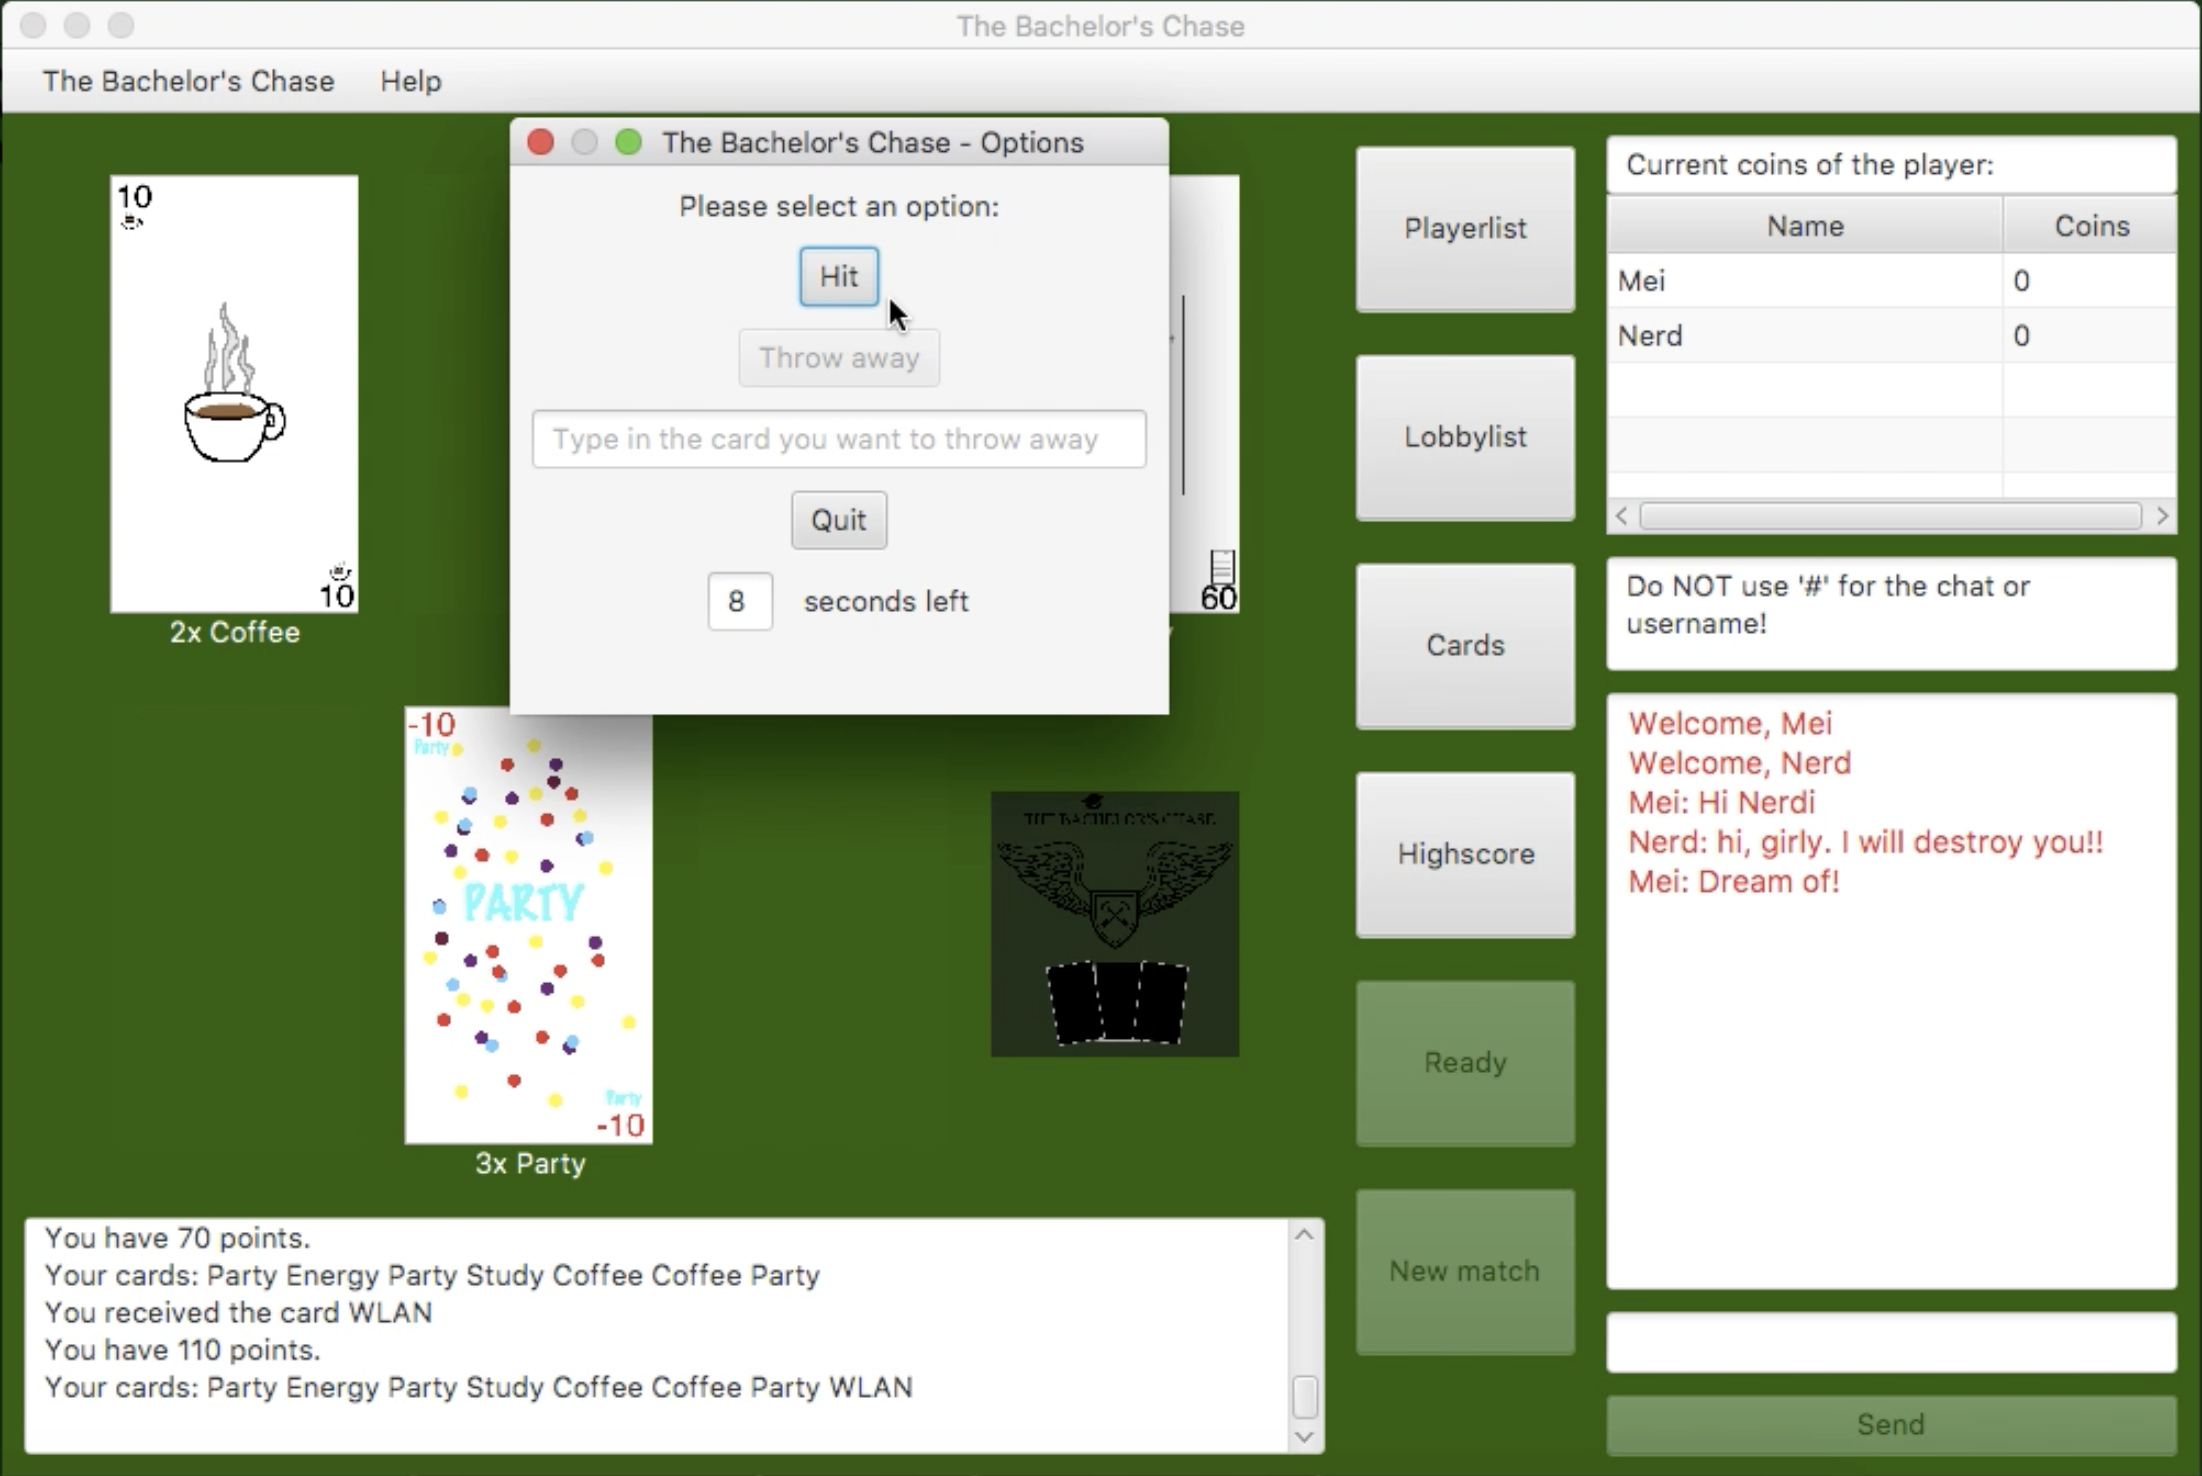 The Bachelor's Chase
The Bachelor's Chase Help
The Bachelor's Chase - Options
Please select an option:
Hit
Throw away
Type in the card you want to throw away
Quit
8 seconds left
10
10
2x Coffee
60
-10
Party
PARTY
Party
-10
3x Party
THE BACHELOR'S CHASE
You have 70 points.
Your cards: Party Energy Party Study Coffee Coffee Party
You received the card WLAN
You have 110 points.
Your cards: Party Energy Party Study Coffee Coffee Party WLAN
Playerlist
Lobbylist
Cards
Highscore
Ready
New match
Current coins of the player:
Name Coins
Mei 0
Nerd 0
Do NOT use '#' for the chat or
username!
Welcome, Mei
Welcome, Nerd
Mei: Hi Nerdi
Nerd: hi, girly. I will destroy you!!
Mei: Dream of!
Send